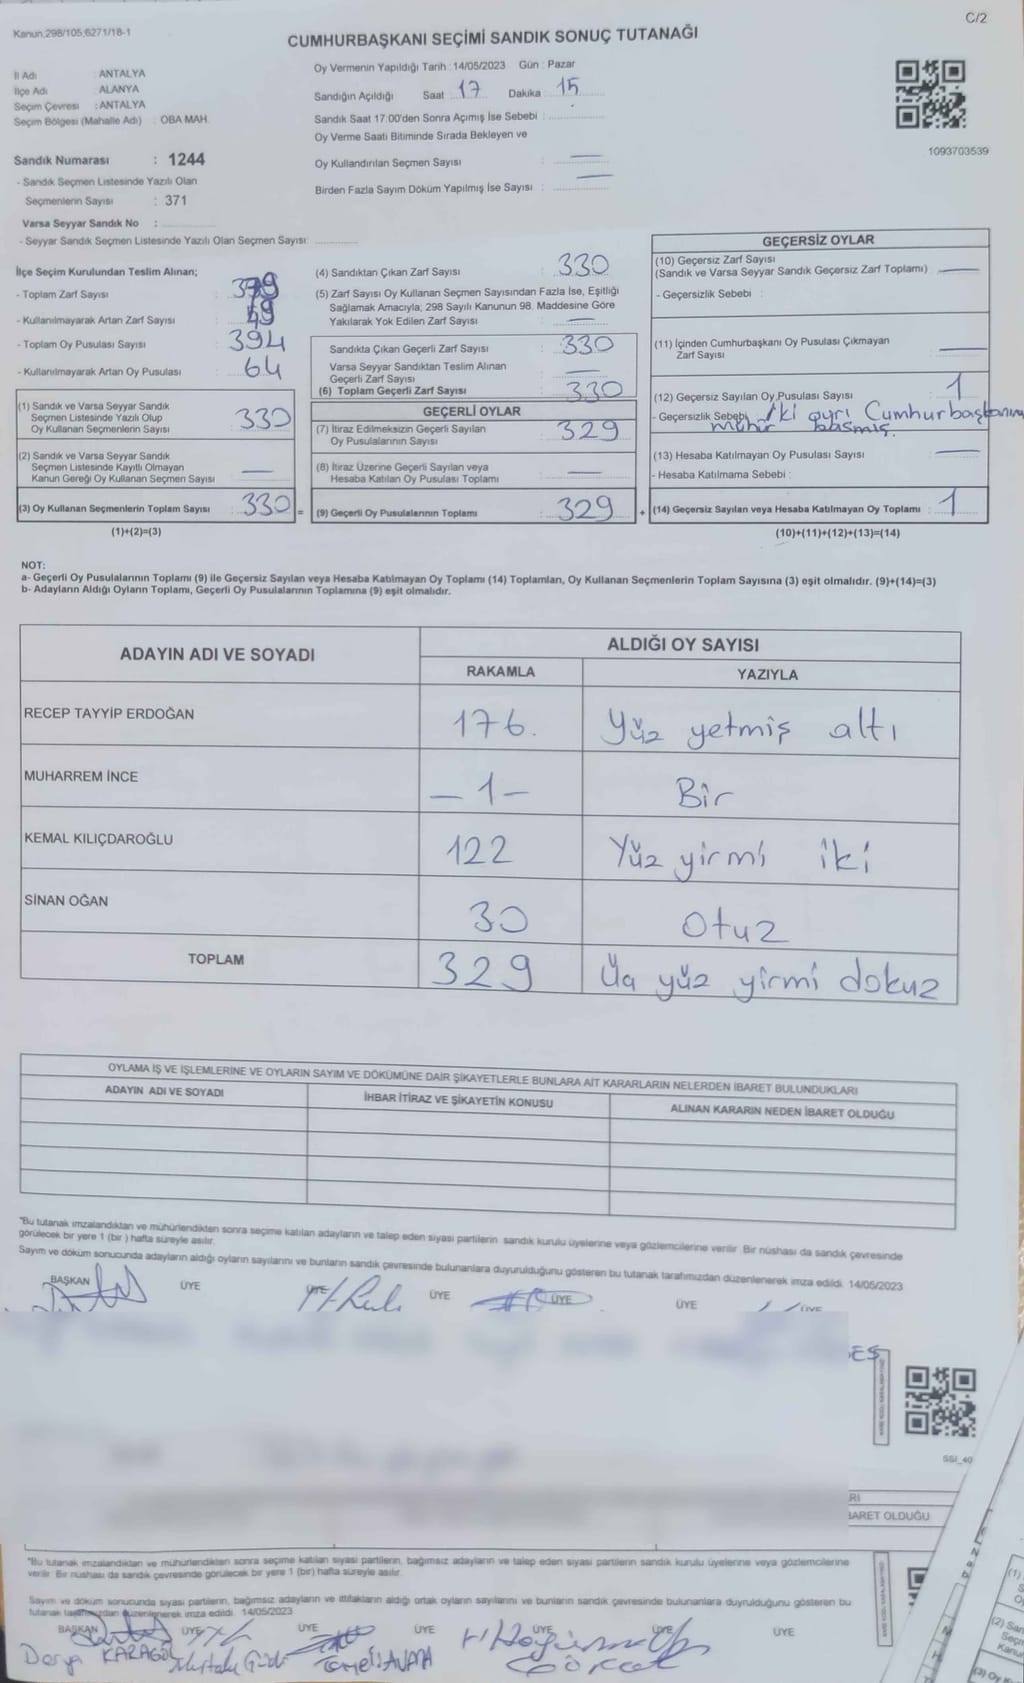 Kanun;298/105;6271/18-1
C/2
CUMHURBAŞKANI SEÇİMİ SANDIK SONUÇ TUTANAĞI
İl Adı : ANTALYA
İlçe Adı : ALANYA
Seçim Çevresi : ANTALYA
Seçim Bölgesi (Mahalle Adı) : OBA MAH.
Sandık Numarası : 1244
- Sandık Seçmen Listesinde Yazılı Olan
Seçmenlerin Sayısı : 371
Varsa Seyyar Sandık No :
- Seyyar Sandık Seçmen Listesinde Yazılı Olan Seçmen Sayısı:
Oy Vermenin Yapıldığı Tarih : 14/05/2023 Gün : Pazar
Sandığın Açıldığı Saat 17 Dakika 15
Sandık Saat 17:00'den Sonra Açımış İse Sebebi :
Oy Verme Saati Bitiminde Sırada Bekleyen ve
Oy Kullandırılan Seçmen Sayısı : —
Birden Fazla Sayım Döküm Yapılmış İse Sayısı : —
1093703539
İlçe Seçim Kurulundan Teslim Alınan;
- Toplam Zarf Sayısı :
- Kullanılmayarak Artan Zarf Sayısı :
- Toplam Oy Pusulası Sayısı : 394
- Kullanılmayarak Artan Oy Pusulası : 64
(1) Sandık ve Varsa Seyyar Sandık
Seçmen Listesinde Yazılı Olup
Oy Kullanan Seçmenlerin Sayısı : 330
(2) Sandık ve Varsa Seyyar Sandık
Seçmen Listesinde Kayıtlı Olmayan
Kanun Gereği Oy Kullanan Seçmen Sayısı : —
(3) Oy Kullanan Seçmenlerin Toplam Sayısı : 330 =
(1)+(2)=(3)
(4) Sandıktan Çıkan Zarf Sayısı : 330
(5) Zarf Sayısı Oy Kullanan Seçmen Sayısından Fazla İse, Eşitliği
Sağlamak Amacıyla; 298 Sayılı Kanunun 98. Maddesine Göre
Yakılarak Yok Edilen Zarf Sayısı : —
Sandıkta Çıkan Geçerli Zarf Sayısı : 330
Varsa Seyyar Sandıktan Teslim Alınan
Geçerli Zarf Sayısı : —
(6) Toplam Geçerli Zarf Sayısı : 330
GEÇERLİ OYLAR
(7) İtiraz Edilmeksizin Geçerli Sayılan
Oy Pusulalarının Sayısı : 329
(8) İtiraz Üzerine Geçerli Sayılan veya
Hesaba Katılan Oy Pusulası Toplamı : —
(9) Geçerli Oy Pusulalarının Toplamı : 329 +
GEÇERSİZ OYLAR
(10) Geçersiz Zarf Sayısı
(Sandık ve Varsa Seyyar Sandık Geçersiz Zarf Toplamı) : —
- Geçersizlik Sebebi :
(11) İçinden Cumhurbaşkanı Oy Pusulası Çıkmayan
Zarf Sayısı : —
(12) Geçersiz Sayılan Oy Pusulası Sayısı : 1
- Geçersizlik Sebebi : İki ayrı Cumhurbaşkanına
mühür basmış.
(13) Hesaba Katılmayan Oy Pusulası Sayısı : —
- Hesaba Katılmama Sebebi :
(14) Geçersiz Sayılan veya Hesaba Katılmayan Oy Toplamı : 1
(10)+(11)+(12)+(13)=(14)
NOT:
a- Geçerli Oy Pusulalarının Toplamı (9) ile Geçersiz Sayılan veya Hesaba Katılmayan Oy Toplamı (14) Toplamları, Oy Kullanan Seçmenlerin Toplam Sayısına (3) eşit olmalıdır. (9)+(14)=(3)
b- Adayların Aldığı Oyların Toplamı, Geçerli Oy Pusulalarının Toplamına (9) eşit olmalıdır.
ADAYIN ADI VE SOYADI
ALDIĞI OY SAYISI
RAKAMLA YAZIYLA
RECEP TAYYİP ERDOĞAN 176. Yüz yetmiş altı
MUHARREM İNCE –1– Bir
KEMAL KILIÇDAROĞLU 122 Yüz yirmi iki
SİNAN OĞAN 30 Otuz
TOPLAM 329 Üç yüz yirmi dokuz
OYLAMA İŞ VE İŞLEMLERİNE VE OYLARIN SAYIM VE DÖKÜMÜNE DAİR ŞİKAYETLERLE BUNLARA AİT KARARLARIN NELERDEN İBARET BULUNDUKLARI
ADAYIN ADI VE SOYADI İHBAR İTİRAZ VE ŞİKAYETİN KONUSU ALINAN KARARIN NEDEN İBARET OLDUĞU
*Bu tutanak imzalandıktan ve mühürlendikten sonra seçime katılan adayların ve talep eden siyasi partilerin sandık kurulu üyelerine veya gözlemcilerine verilir. Bir nüshası da sandık çevresinde
görülecek bir yere 1 (bir ) hafta süreyle asılır.
Sayım ve döküm sonucunda adayların aldığı oyların sayılarını ve bunların sandık çevresinde bulunanlara duyurulduğunu gösteren bu tutanak tarafımızdan düzenlenerek imza edildi. 14/05/2023
BAŞKAN ÜYE ÜYE ÜYE ÜYE ÜYE ÜYE
SSI_40
BARET OLDUĞU
*Bu tutanak imzalandıktan ve mühürlendikten sonra seçime katılan siyasi partilerin, bağımsız adayların ve talep eden siyasi partilerin sandık kurulu üyelerine veya gözlemcilerine
verilir. Bir nüshası da sandık çevresinde görülecek bir yere 1 (bir) hafta süreyle asılır.
Sayım ve döküm sonucunda siyasi partilerin, bağımsız adayların ve ittifakların aldığı ortak oyların sayılarını ve bunların sandık çevresinde bulunanlara duyurulduğunu gösteren bu
tutanak tarafımızdan düzenlenerek imza edildi. 14/05/2023
BAŞKAN ÜYE ÜYE ÜYE ÜYE ÜYE ÜYE
Derya KARAGÖL